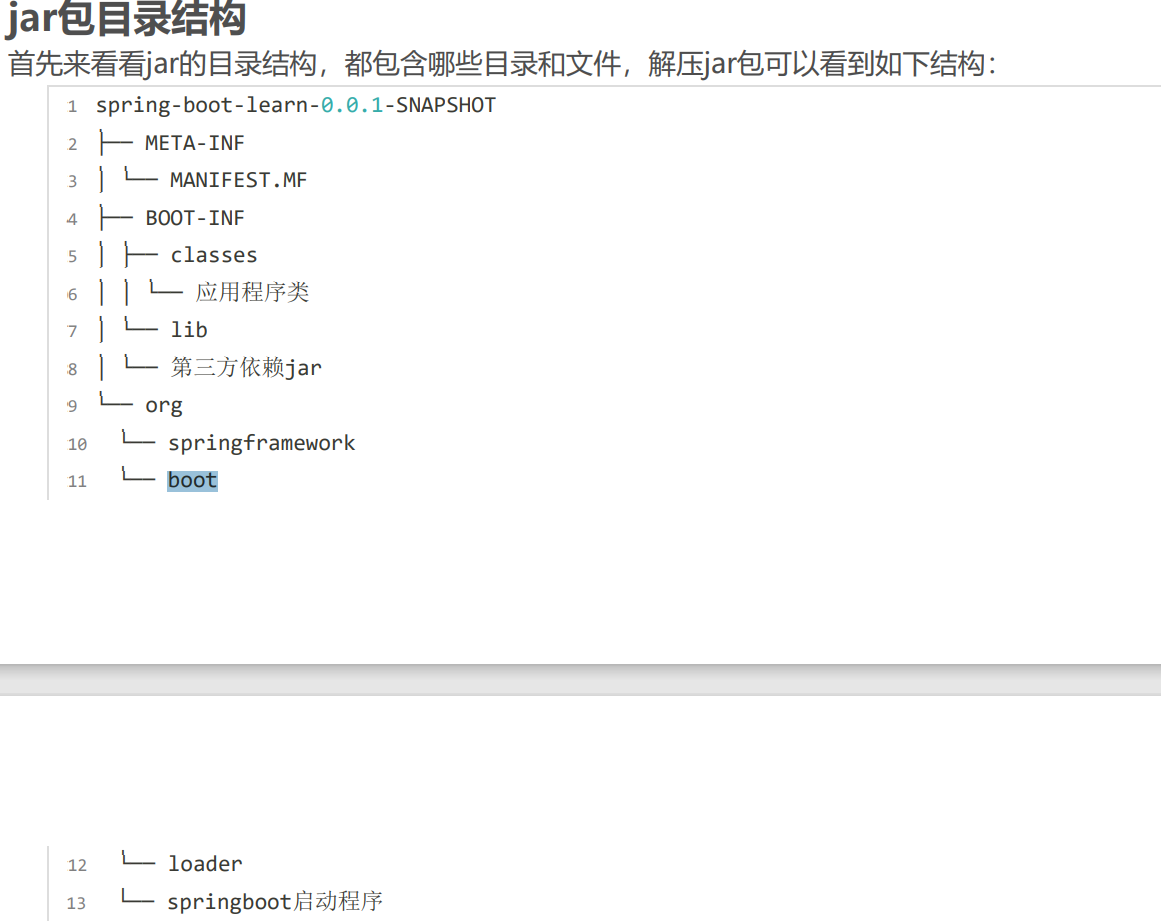 jar包目录结构
首先来看看jar的目录结构，都包含哪些目录和文件，解压jar包可以看到如下结构：
1 spring-boot-learn-0.0.1-SNAPSHOT
2 ├── META-INF
3 │ └── MANIFEST.MF
4 ├── BOOT-INF
5 │ ├── classes
6 │ │ └── 应用程序类
7 │ └── lib
8 │ └── 第三方依赖jar
9 └── org
10 └── springframework
11 └── boot
12 └── loader
13 └── springboot启动程序